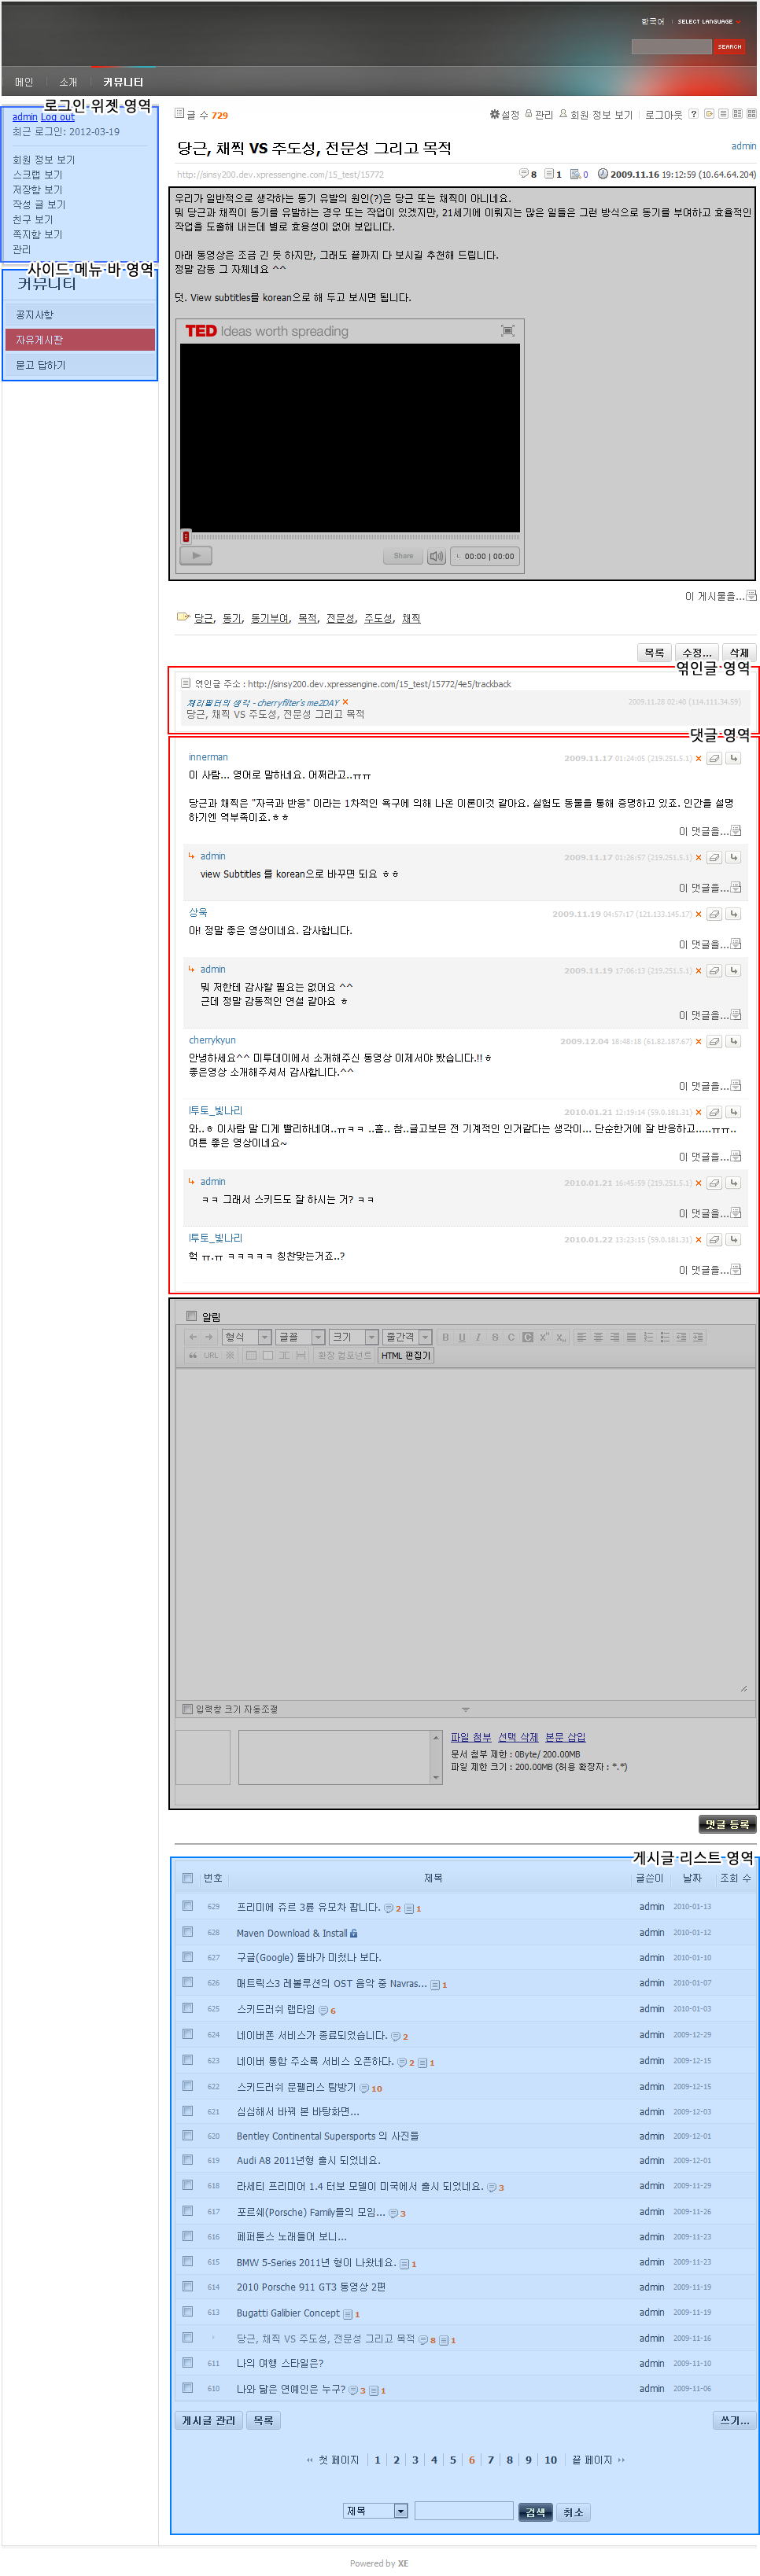 한국어 | SELECT LANGUAGE
SEARCH
메인 소개 커뮤니티
로그인 위젯 영역
admin Log out
최근 로그인: 2012-03-19
회원 정보 보기
스크랩 보기
저장함 보기
작성 글 보기
친구 보기
쪽지함 보기
관리
사이드 메뉴 바 영역
커뮤니티
공지사항
자유게시판
묻고 답하기
글 수 729
설정 관리 회원 정보 보기 | 로그아웃
당근, 채찍 VS 주도성, 전문성 그리고 목적
admin
http://sinsy200.dev.xpressengine.com/15_test/15772
8 1 0 2009.11.16 19:12:59 (10.64.64.204)
우리가 일반적으로 생각하는 동기 유발의 원인(?)은 당근 또는 채찍이 아니네요.
뭐 당근과 채찍이 동기를 유발하는 경우 또는 작업이 있겠지만, 21세기에 이뤄지는 많은 일들은 그런 방식으로 동기를 부여하고 효율적인
작업을 도출해 내는데 별로 효용성이 없어 보입니다.
아래 동영상은 조금 긴 듯 하지만, 그래도 끝까지 다 보시길 추천해 드립니다.
정말 감동 그 자체네요 ^^
덧. View subtitles를 korean으로 해 두고 보시면 됩니다.
TED Ideas worth spreading
Share 00:00 | 00:00
이 게시물을...
당근, 동기, 동기부여, 목적, 전문성, 주도성, 채찍
목록 수정... 삭제
엮인글 영역
엮인글 주소 : http://sinsy200.dev.xpressengine.com/15_test/15772/4e5/trackback
체리필터의 생각 - cherryfilter's me2DAY
2009.11.28 02:40 (114.111.34.59)
당근, 채찍 VS 주도성, 전문성 그리고 목적
댓글 영역
innerman
2009.11.17 01:24:05 (219.251.5.1)
이 사람... 영어로 말하네요. 어쩌라고..ㅠㅠ
당근과 채찍은 "자극과 반응" 이라는 1차적인 욕구에 의해 나온 이론이것 같아요. 실험도 동물을 통해 증명하고 있죠. 인간을 설명
하기엔 역부족이죠.ㅎㅎ
이 댓글을...
admin
2009.11.17 01:26:57 (219.251.5.1)
view Subtitles 를 korean으로 바꾸면 되요 ㅎㅎ
이 댓글을...
상욱
2009.11.19 04:57:17 (121.133.145.17)
아! 정말 좋은 영상이네요. 감사합니다.
이 댓글을...
admin
2009.11.19 17:06:13 (219.251.5.1)
뭐 저한테 감사할 필요는 없어요 ^^
근데 정말 감동적인 연설 같아요 ㅎ
이 댓글을...
cherrykyun
2009.12.04 18:48:18 (61.82.187.67)
안녕하세요^^ 미투데이에서 소개해주신 동영상 이제서야 봤습니다.!! ㅎ
좋은영상 소개해주셔서 감사합니다.^^
이 댓글을...
l투토_빛나리
2010.01.21 12:19:14 (59.0.181.31)
와..ㅎ 이사람 말 디게 빨리하네여..ㅠㅋㅋ ..흠.. 참..글고보믄 전 기계적인 인거같다는 생각이... 단순한거에 잘 반응하고.....ㅠㅠ..
여튼 좋은 영상이네요~
이 댓글을...
admin
2010.01.21 16:45:59 (219.251.5.1)
ㅋㅋ 그래서 스키드도 잘 하시는 거? ㅋㅋ
이 댓글을...
l투토_빛나리
2010.01.22 13:23:15 (59.0.181.31)
헉 ㅠ.ㅠ ㅋㅋㅋㅋㅋ 칭찬맞는거죠..?
이 댓글을...
알림
형식 글꼴 크기 줄간격
URL ※ 확장 컴포넌트 HTML 편집기
입력창 크기 자동조절
파일 첨부 선택 삭제 본문 삽입
문서 첨부 제한 : 0Byte/ 200.00MB
파일 제한 크기 : 200.00MB (허용 확장자 : *.*)
댓글 등록
게시글 리스트 영역
번호 제목 글쓴이 날짜 조회 수
629 프리미에 쥬르 3륜 유모차 팝니다. 2 1 admin 2010-01-13
628 Maven Download & Install admin 2010-01-12
627 구글(Google) 툴바가 미쳤나 보다. admin 2010-01-10
626 매트릭스3 레볼루션의 OST 음악 중 Navras... 1 admin 2010-01-07
625 스키드러쉬 랩타임 6 admin 2010-01-03
624 네이버폰 서비스가 종료되었습니다. 2 admin 2009-12-29
623 네이버 통합 주소록 서비스 오픈하다. 2 1 admin 2009-12-15
622 스키드러쉬 문팰리스 탐방기 10 admin 2009-12-15
621 심심해서 바꿔 본 바탕화면... admin 2009-12-03
620 Bentley Continental Supersports 의 사진들 admin 2009-12-01
619 Audi A8 2011년형 출시 되었네요. admin 2009-12-01
618 라세티 프리미어 1.4 터보 모델이 미국에서 출시 되었네요. 3 admin 2009-11-29
617 포르쉐(Porsche) Family들의 모임... 3 admin 2009-11-26
616 페퍼톤스 노래들어 보니... admin 2009-11-23
615 BMW 5-Series 2011년 형이 나왔네요. 1 admin 2009-11-23
614 2010 Porsche 911 GT3 동영상 2편 admin 2009-11-19
613 Bugatti Galibier Concept 1 admin 2009-11-19
당근, 채찍 VS 주도성, 전문성 그리고 목적 8 1 admin 2009-11-16
611 나의 여행 스타일은? admin 2009-11-10
610 나와 닮은 연예인은 누구? 3 1 admin 2009-11-06
게시글 관리 목록 쓰기...
첫 페이지 1 2 3 4 5 6 7 8 9 10 끝 페이지
제목 검색 취소
Powered by XE